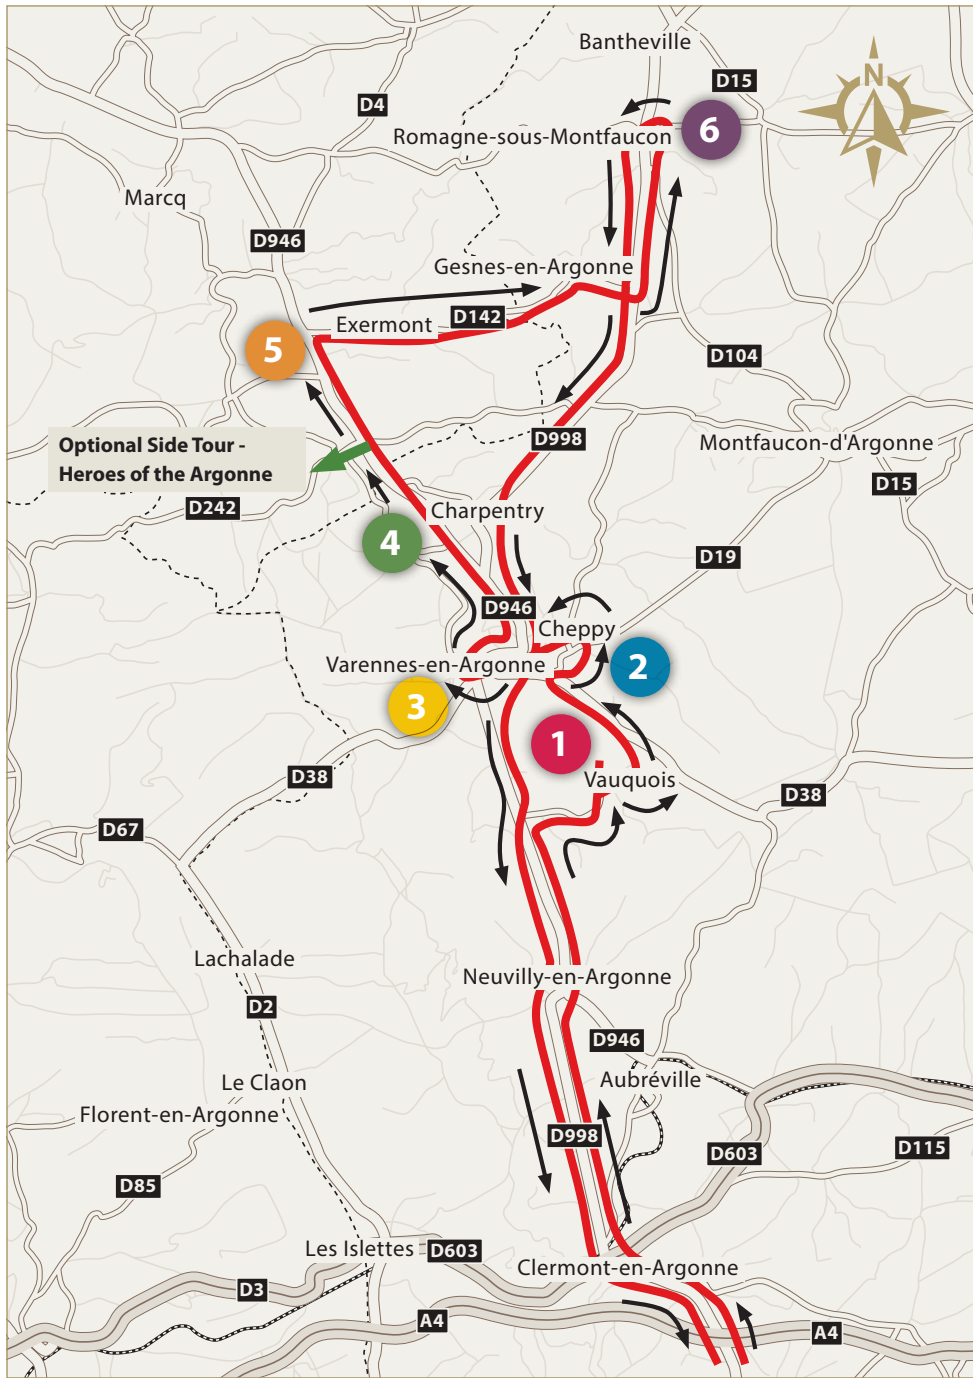 Bantheville
N
D15
D4
6
Romagne-sous-Montfaucon
Marcq
D946
Gesnes-en-Argonne
D142
Exermont
5
D104
Optional Side Tour -
Heroes of the Argonne
D998
Montfaucon-d'Argonne
D15
D242
Charpentry
4
D19
D946
Cheppy
Varennes-en-Argonne
2
3
1
D38
Vauquois
D38
D67
Lachalade
Neuvilly-en-Argonne
D2
D946
Le Claon
Aubréville
Florent-en-Argonne
D998
D603
D115
D85
Les Islettes
D603
Clermont-en-Argonne
D3
A4
A4